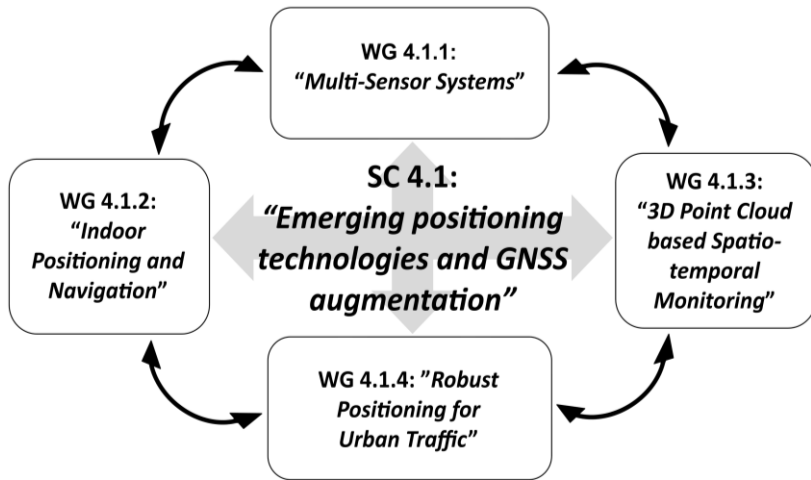 WG 4.1.1:
“Multi-Sensor Systems”
SC 4.1:
“Emerging positioning
technologies and GNSS
augmentation”
WG 4.1.2:
“Indoor
Positioning and
Navigation”
WG 4.1.3:
“3D Point Cloud
based Spatio-
temporal
Monitoring”
WG 4.1.4: ”Robust
Positioning for
Urban Traffic”